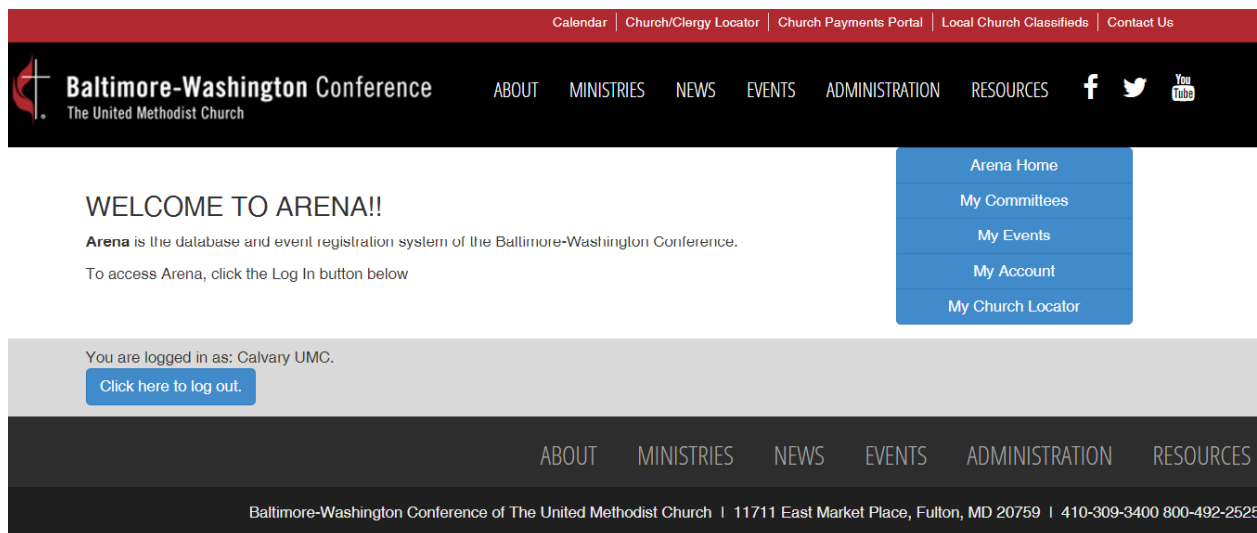 Calendar | Church/Clergy Locator | Church Payments Portal | Local Church Classifieds | Contact Us
Baltimore-Washington Conference
The United Methodist Church
ABOUT MINISTRIES NEWS EVENTS ADMINISTRATION RESOURCES f You Tube
Arena Home
My Committees
My Events
My Account
My Church Locator
WELCOME TO ARENA!!
Arena is the database and event registration system of the Baltimore-Washington Conference.
To access Arena, click the Log In button below
You are logged in as: Calvary UMC.
Click here to log out.
ABOUT MINISTRIES NEWS EVENTS ADMINISTRATION RESOURCES
Baltimore-Washington Conference of The United Methodist Church | 11711 East Market Place, Fulton, MD 20759 | 410-309-3400 800-492-2525